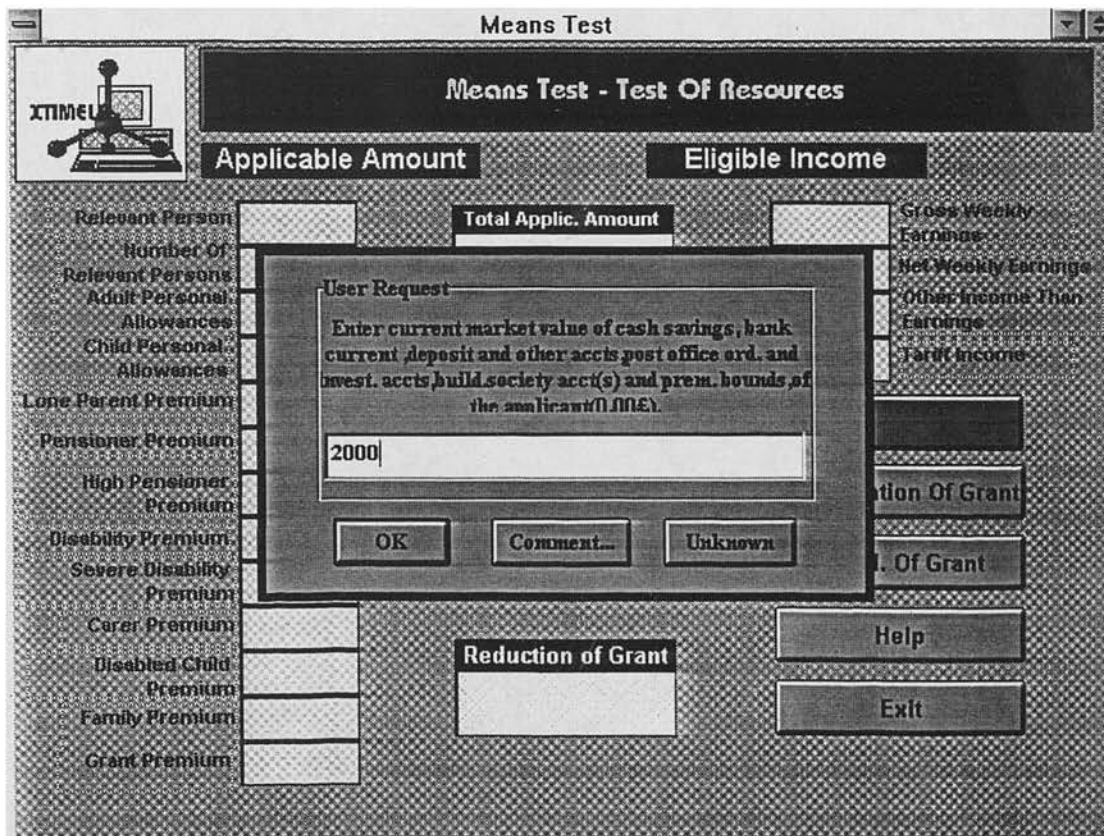 Means Test
XTIMEL
Means Test - Test Of Resources
Applicable Amount
Eligible Income
Relevant Person
Number Of
Relevant Persons
Adult Personal
Allowances
Child Personal
Allowances
Lone Parent Premium
Pensioner Premium
High Pensioner
Premium
Disability Premium
Severe Disability
Premium
Carer Premium
Disabled Child
Premium
Family Premium
Grant Premium
Total Applic. Amount
User Request
Enter current market value of cash savings, bank
current ,deposit and other accts,post office ord. and
invest. accts,build.society acct(s) and prem. bounds,of
the applicant(0.00£).
2000
OK
Comment...
Unknown
Reduction of Grant
Gross Weekly
Earnings
Net Weekly Earnings
Other Income Than
Earnings
Tariff Income
tion Of Grant
. Of Grant
Help
Exit